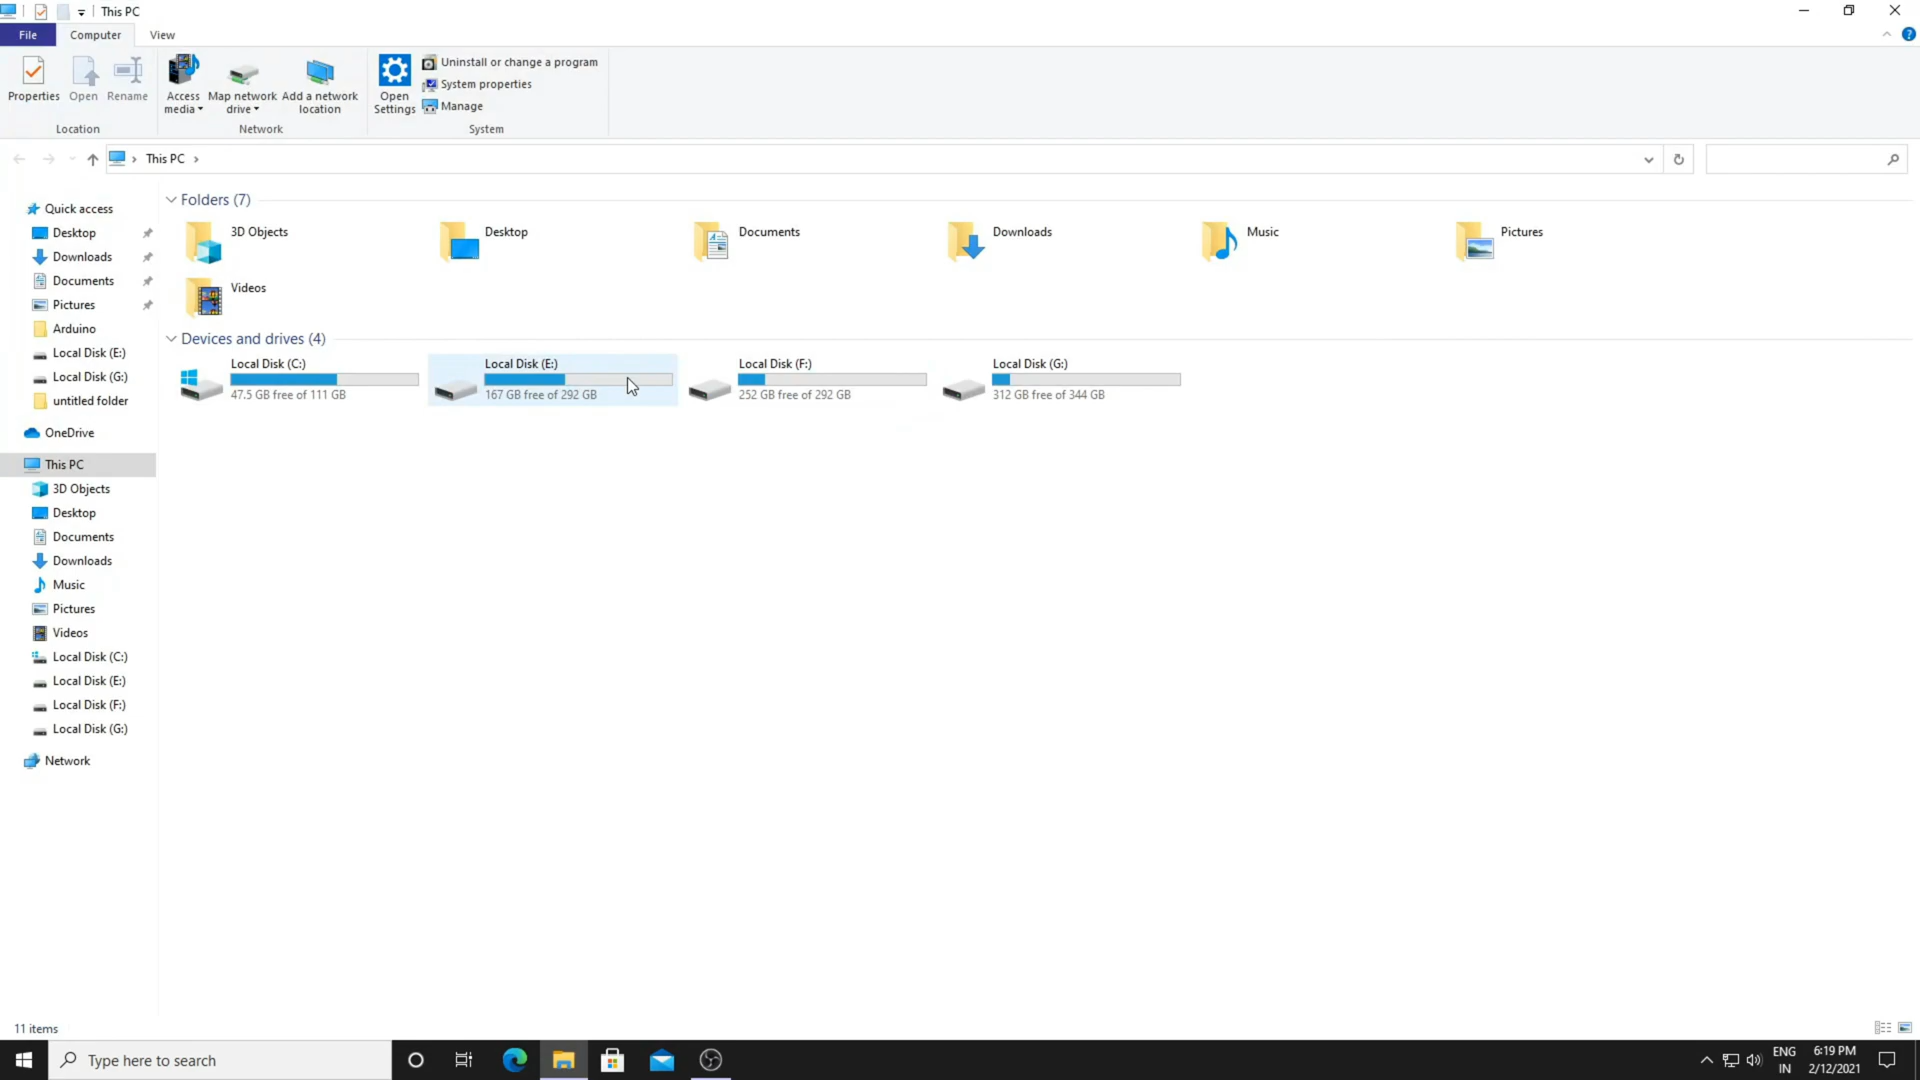 This PC
File
Computer
View
Properties
Open
Rename
Access
media
Map network
drive
Add a network
location
Open
Settings
Uninstall or change a program
System properties
Manage
Location
Network
System
This PC
Quick access
Desktop
Downloads
Documents
Pictures
Arduino
Local Disk (E:)
Local Disk (G:)
untitled folder
OneDrive
This PC
3D Objects
Desktop
Documents
Downloads
Music
Pictures
Videos
Local Disk (C:)
Local Disk (E:)
Local Disk (F:)
Local Disk (G:)
Network
Folders (7)
3D Objects
Desktop
Documents
Downloads
Music
Pictures
Videos
Devices and drives (4)
Local Disk (C:)
47.5 GB free of 111 GB
Local Disk (E:)
167 GB free of 292 GB
Local Disk (F:)
252 GB free of 292 GB
Local Disk (G:)
312 GB free of 344 GB
11 items
Type here to search
ENG
IN
6:19 PM
2/12/2021